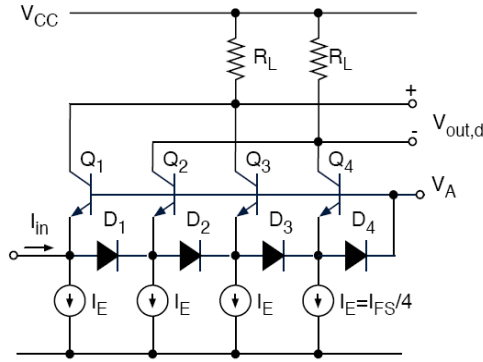 V_CC
R_L R_L
+
V_out,d
-
Q_1 Q_2 Q_3 Q_4
V_A
I_in D_1 D_2 D_3 D_4
I_E I_E I_E I_E=I_FS/4